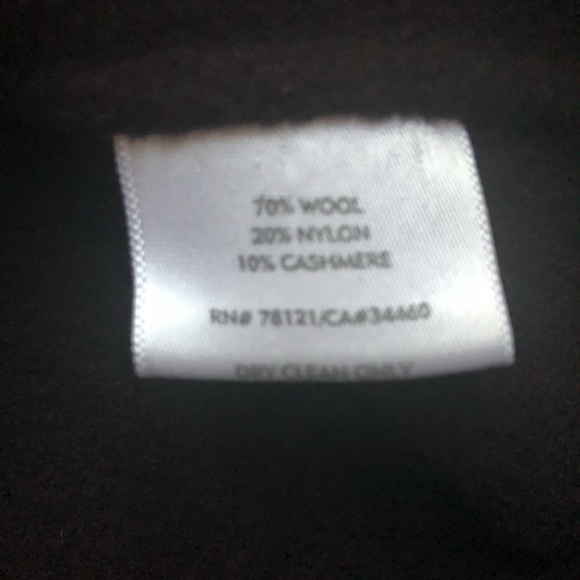 70% WOOL
20% NYLON
10% CASHMERE
RN# 78121/CA#34460
DRY CLEAN ONLY